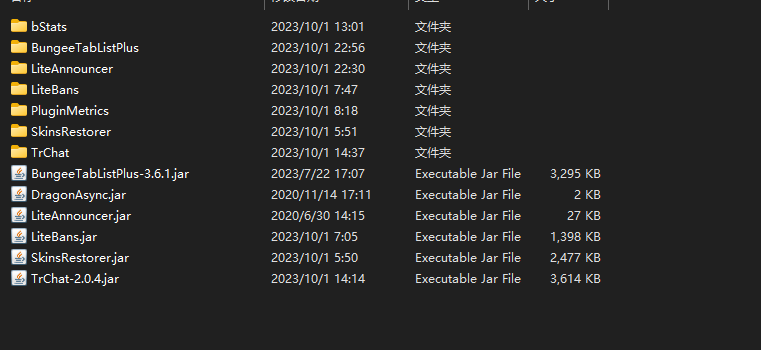 bStats 2023/10/1 13:01 文件夹
BungeeTabListPlus 2023/10/1 22:56 文件夹
LiteAnnouncer 2023/10/1 22:30 文件夹
LiteBans 2023/10/1 7:47 文件夹
PluginMetrics 2023/10/1 8:18 文件夹
SkinsRestorer 2023/10/1 5:51 文件夹
TrChat 2023/10/1 14:37 文件夹
BungeeTabListPlus-3.6.1.jar 2023/7/22 17:07 Executable Jar File 3,295 KB
DragonAsync.jar 2020/11/14 17:11 Executable Jar File 2 KB
LiteAnnouncer.jar 2020/6/30 14:15 Executable Jar File 27 KB
LiteBans.jar 2023/10/1 7:05 Executable Jar File 1,398 KB
SkinsRestorer.jar 2023/10/1 5:50 Executable Jar File 2,477 KB
TrChat-2.0.4.jar 2023/10/1 14:14 Executable Jar File 3,614 KB